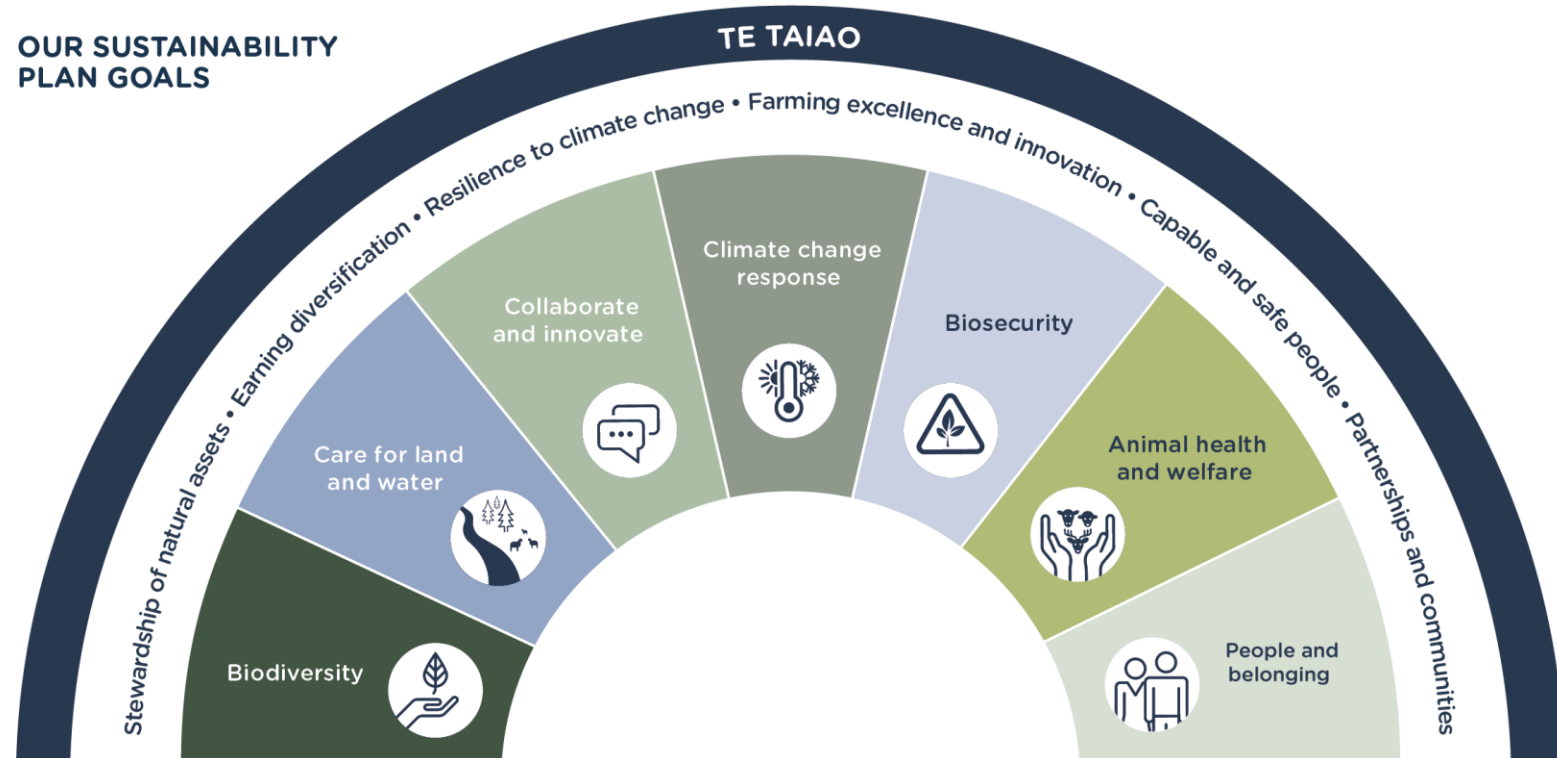 OUR SUSTAINABILITY
PLAN GOALS
TE TAIAO
Stewardship of natural assets • Earning diversification • Resilience to climate change • Farming excellence and innovation • Capable and safe people • Partnerships and communities
Biodiversity
Care for land
and water
Collaborate
and innovate
Climate change
response
Biosecurity
Animal health
and welfare
People and
belonging